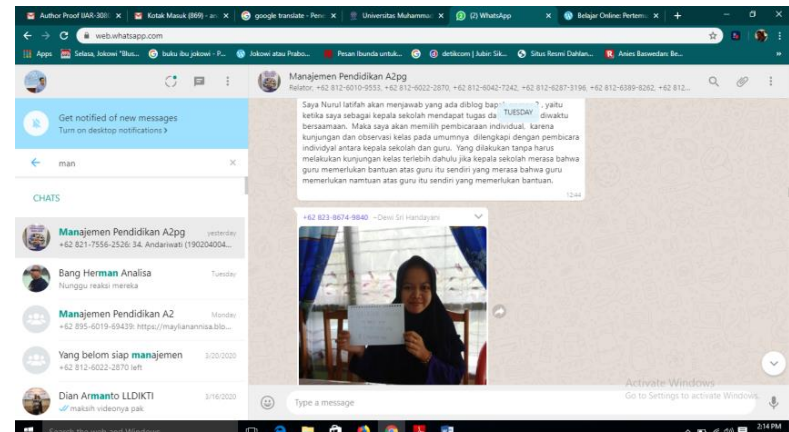 Author Proof IJAR-3081
Kotak Masuk (869)
google translate - Pene
Universitas Muhammac
(2) WhatsApp
Belajar Online: Pertemu
web.whatsapp.com
Apps
Selasa, Jokowi "Blus...
buku ibu jokowi - P...
Jokowi atau Prabo...
Pesan Ibunda untuk...
detikcom | Jubir: Sik...
Situs Resmi Dahlan...
Anies Baswedan: Be...
Manajemen Pendidikan A2pg
Relator, +62 812-6010-9553, +62 812-6022-2870, +62 812-6042-7242, +62 812-6287-3196, +62 812-6389-8262, +62 812...
Get notified of new messages
Turn on desktop notifications >
man
CHATS
Manajemen Pendidikan A2pg
yesterday
+62 821-7556-2526: 34. Andariwati (190204004...
Bang Herman Analisa
Tuesday
Nunggu reaksi mereka
Manajemen Pendidikan A2
Monday
+62 895-6019-69439: https://maylianannisa.blo...
Yang belom siap manajemen
3/20/2020
+62 812-6022-2870 left
Dian Armanto LLDIKTI
3/16/2020
maksih videonya pak
TUESDAY
Saya Nurul latifah akan menjawab yang ada diblog , yaitu
ketika saya sebagai kepala sekolah mendapat tugas diwaktu
bersamaan. Maka saya akan memilih pembicaraan individual, karena
kunjungan dan observasi kelas pada umumnya dilengkapi dengan pembicara
individyal antara kepala sekolah dan guru. Yang dilakukan tanpa harus
melakukan kunjungan kelas terlebih dahulu jika kepala sekolah merasa bahwa
guru memerlukan bantuan atas guru itu sendiri yang merasa bahwa guru
memerlukan namtuan atas guru itu sendiri yang memerlukan bantuan.
12:44
+62 823-8674-9840 ~Dewi Sri Handayani
Type a message
Activate Windows
Go to Settings to activate Windows.
Search the web and Windows
2:14 PM